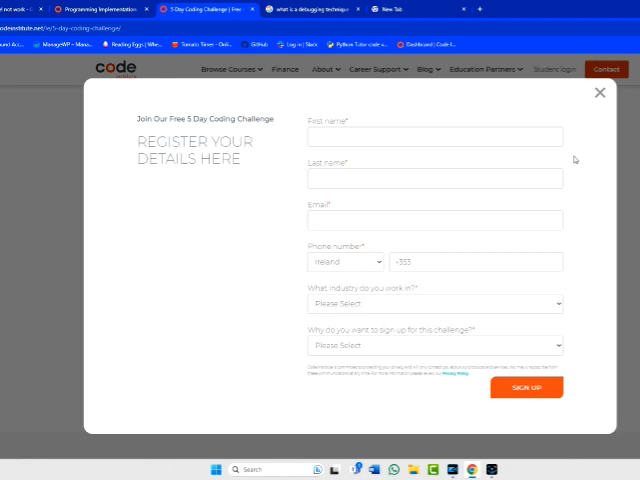 Programming Implementation
5-Day Coding Challenge | Free
what is a debugging technique
New Tab
codeinstitute.net/ie/5-day-coding-challenge/
ManageWP – Mana...
Reading Eggs | Whe...
Tomato Timer - Onli...
GitHub
Log in | Slack
Python Tutor code v...
Dashboard | Code I...
code
institute
Browse Courses
Finance
About
Career Support
Blog
Education Partners
Student login
Contact
Join Our Free 5 Day Coding Challenge
REGISTER YOUR
DETAILS HERE
First name*
Last name*
Email*
Phone number*
Ireland
+353
What industry do you work in?*
Please Select
Why do you want to sign up for this challenge?*
Please Select
Privacy Policy
SIGN UP
Search